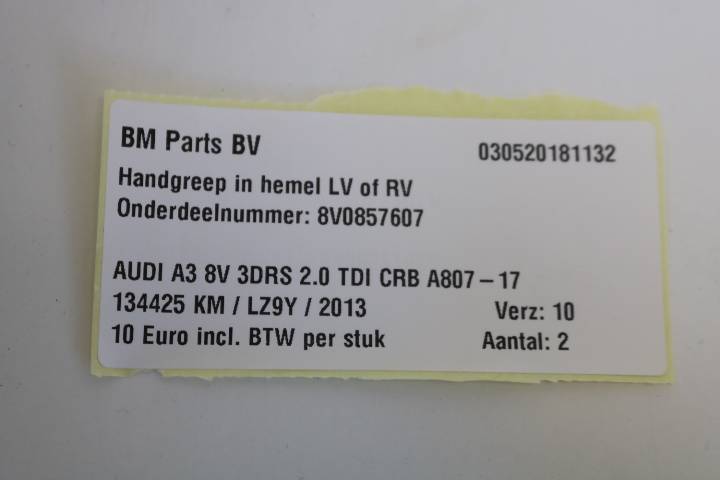 BM Parts BV 030520181132
Handgreep in hemel LV of RV
Onderdeelnummer: 8V0857607
AUDI A3 8V 3DRS 2.0 TDI CRB A807 – 17
134425 KM / LZ9Y / 2013 Verz: 10
10 Euro incl. BTW per stuk Aantal: 2